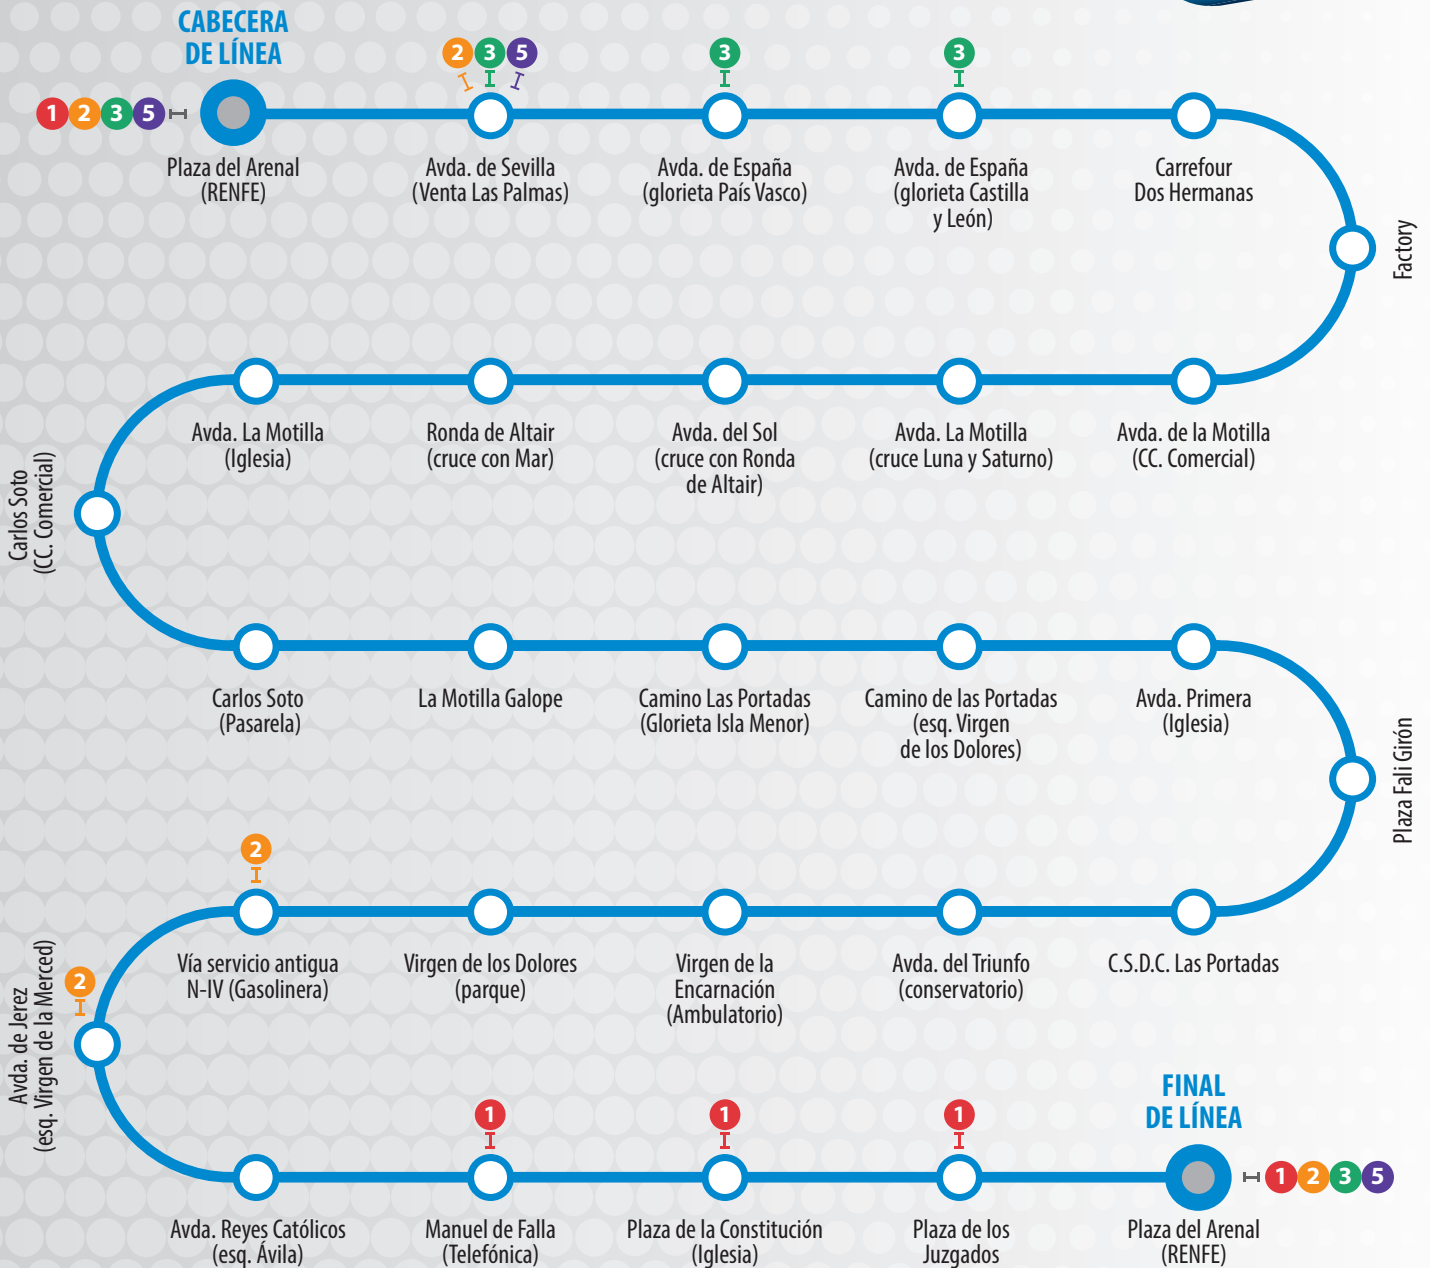 CABECERA
DE LÍNEA
2 3 5
3
3
1 2 3 5
Plaza del Arenal
(RENFE)
Avda. de Sevilla
(Venta Las Palmas)
Avda. de España
(glorieta País Vasco)
Avda. de España
(glorieta Castilla
y León)
Carrefour
Dos Hermanas
Factory
Avda. de la Motilla
(CC. Comercial)
Avda. La Motilla
(cruce Luna y Saturno)
Avda. del Sol
(cruce con Ronda
de Altair)
Ronda de Altair
(cruce con Mar)
Avda. La Motilla
(Iglesia)
Carlos Soto
(CC. Comercial)
Carlos Soto
(Pasarela)
La Motilla Galope
Camino Las Portadas
(Glorieta Isla Menor)
Camino de las Portadas
(esq. Virgen
de los Dolores)
Avda. Primera
(Iglesia)
Plaza Fali Girón
C.S.D.C. Las Portadas
Avda. del Triunfo
(conservatorio)
Virgen de la
Encarnación
(Ambulatorio)
Virgen de los Dolores
(parque)
2
Vía servicio antigua
N-IV (Gasolinera)
2
Avda. de Jerez
(esq. Virgen de la Merced)
Avda. Reyes Católicos
(esq. Ávila)
1
Manuel de Falla
(Telefónica)
1
Plaza de la Constitución
(Iglesia)
1
Plaza de los
Juzgados
FINAL
DE LÍNEA
1 2 3 5
Plaza del Arenal
(RENFE)